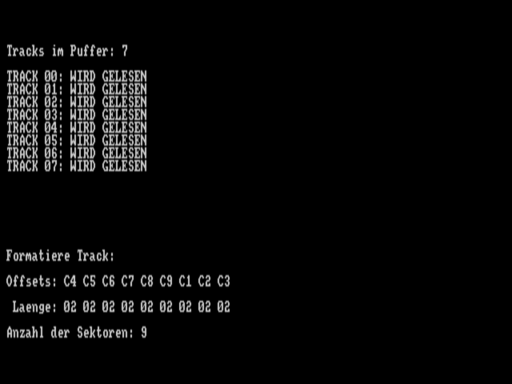 Tracks im Puffer: 7
TRACK 00: WIRD GELESEN
TRACK 01: WIRD GELESEN
TRACK 02: WIRD GELESEN
TRACK 03: WIRD GELESEN
TRACK 04: WIRD GELESEN
TRACK 05: WIRD GELESEN
TRACK 06: WIRD GELESEN
TRACK 07: WIRD GELESEN
Formatiere Track:
Offsets: C4 C5 C6 C7 C8 C9 C1 C2 C3
Laenge: 02 02 02 02 02 02 02 02 02
Anzahl der Sektoren: 9